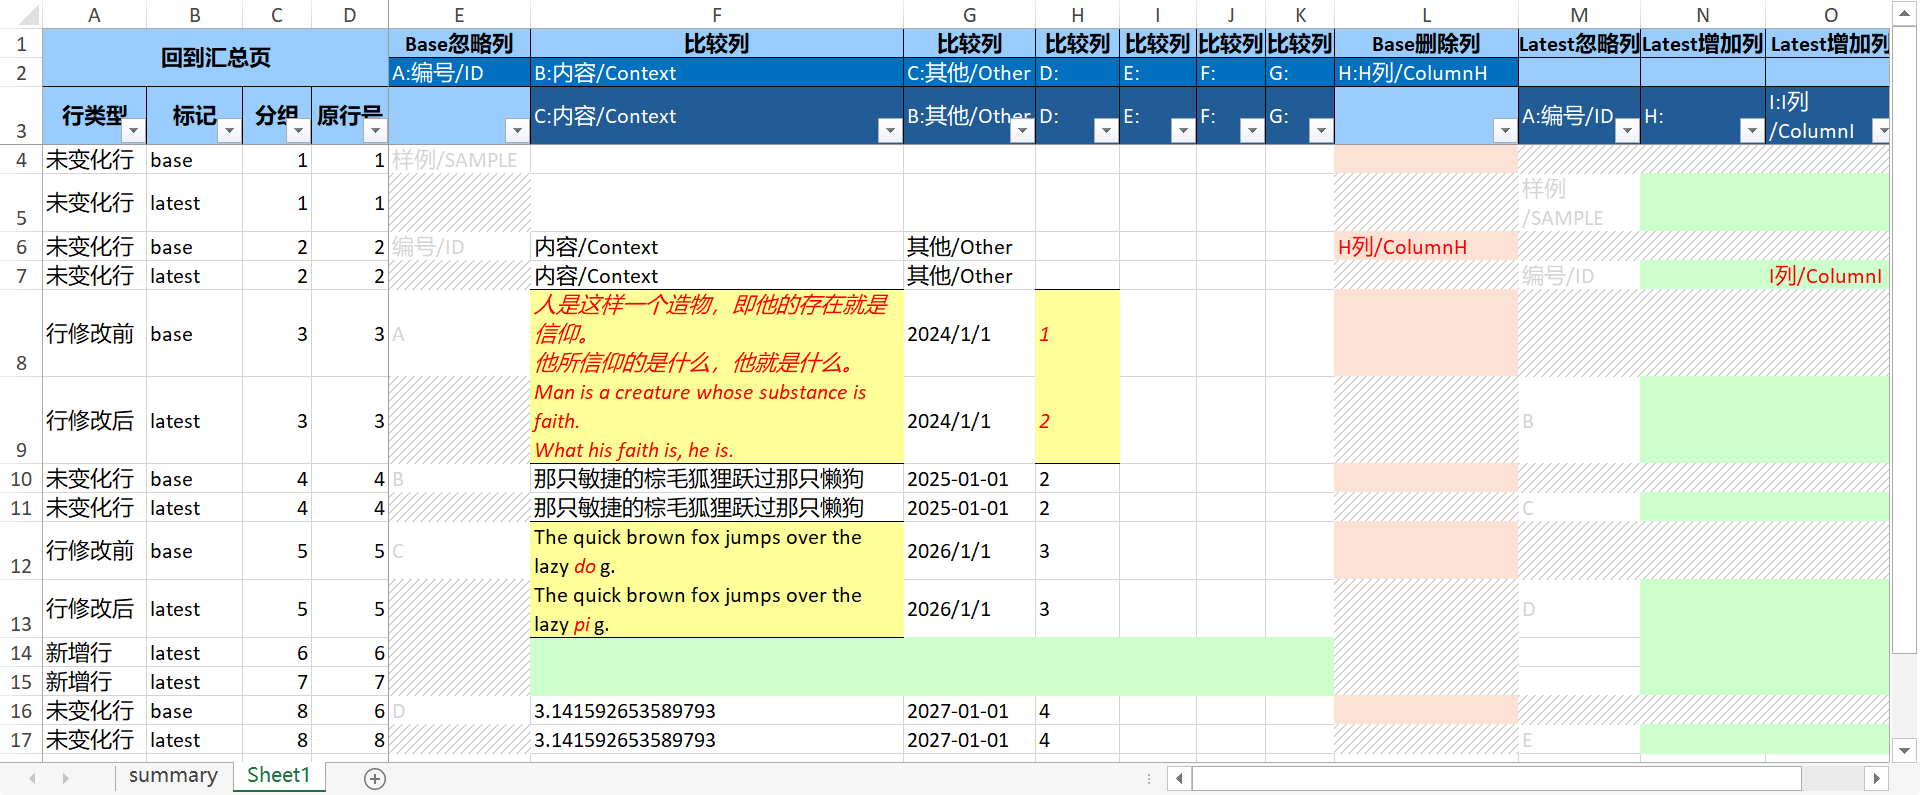 A B C D E F G H I J K L M N O
1 回到汇总页 Base忽略列 比较列 比较列 比较列 比较列 比较列 比较列 Base删除列 Latest忽略列 Latest增加列 Latest增加列
2 A:编号/ID B:内容/Context C:其他/Other D: E: F: G: H:H列/ColumnH
3 行类型 标记 分组 原行号 C:内容/Context B:其他/Other D: E: F: G: A:编号/ID H: I:I列
/ColumnI
4 未变化行 base 1 1 样例/SAMPLE
5 未变化行 latest 1 1 样例
/SAMPLE
6 未变化行 base 2 2 编号/ID 内容/Context 其他/Other H列/ColumnH
7 未变化行 latest 2 2 内容/Context 其他/Other 编号/ID I列/ColumnI
人是这样一个造物，即他的存在就是
8 行修改前 base 3 3 A 信仰。 2024/1/1 1
他所信仰的是什么，他就是什么。
Man is a creature whose substance is
9 行修改后 latest 3 3 faith. 2024/1/1 2 B
What his faith is, he is.
10 未变化行 base 4 4 B 那只敏捷的棕毛狐狸跃过那只懒狗 2025-01-01 2
11 未变化行 latest 4 4 那只敏捷的棕毛狐狸跃过那只懒狗 2025-01-01 2 C
12 行修改前 base 5 5 C The quick brown fox jumps over the 2026/1/1 3
lazy dog.
13 行修改后 latest 5 5 The quick brown fox jumps over the 2026/1/1 3 D
lazy pig.
14 新增行 latest 6 6
15 新增行 latest 7 7
16 未变化行 base 8 6 D 3.141592653589793 2027-01-01 4
17 未变化行 latest 8 8 3.141592653589793 2027-01-01 4 E
summary Sheet1